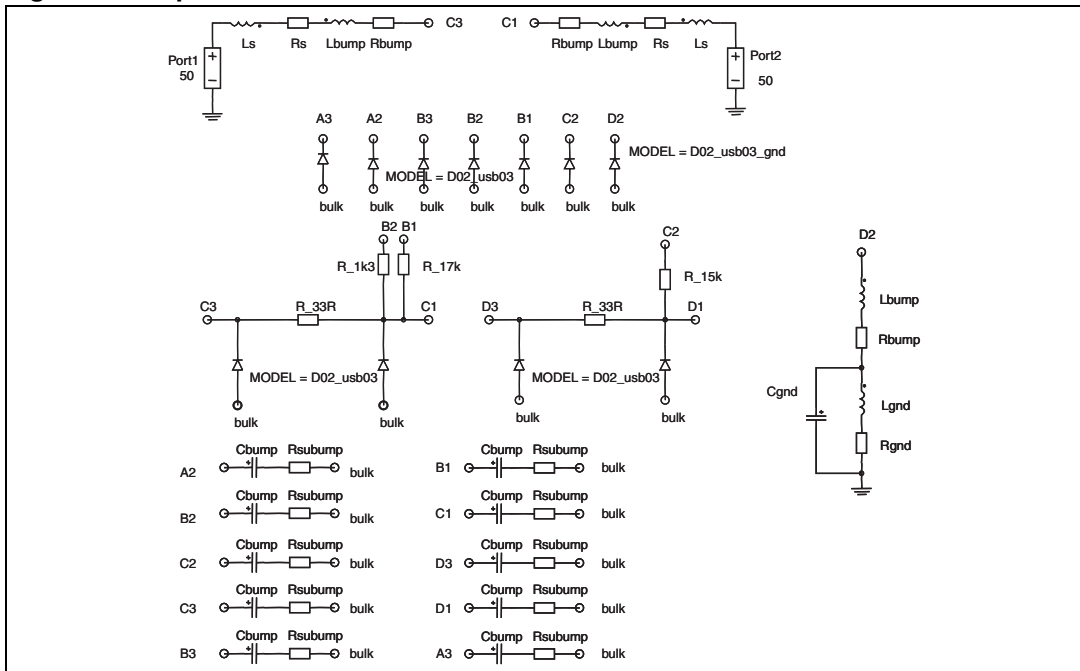 C3 C1
Ls Rs Lbump Rbump Rbump Lbump Rs Ls
Port1 + Port2 +
50 − 50 −
A3 A2 B3 B2 B1 C2 D2
MODEL = D02_usb03_gnd
MODEL = D02_usb03
bulk bulk bulk bulk bulk bulk bulk
B2 B1 C2 D2
R_1k3 R_17k R_15k
Lbump
C3 R_33R C1 D3 R_33R D1
Rbump
MODEL = D02_usb03 MODEL = D02_usb03
Cgnd Lgnd
bulk bulk bulk bulk
Rgnd
Cbump Rsubump Cbump Rsubump
A2 bulk B1 bulk
Cbump Rsubump Cbump Rsubump
B2 bulk C1 bulk
Cbump Rsubump Cbump Rsubump
C2 bulk D3 bulk
Cbump Rsubump Cbump Rsubump
C3 bulk D1 bulk
Cbump Rsubump Cbump Rsubump
B3 bulk A3 bulk